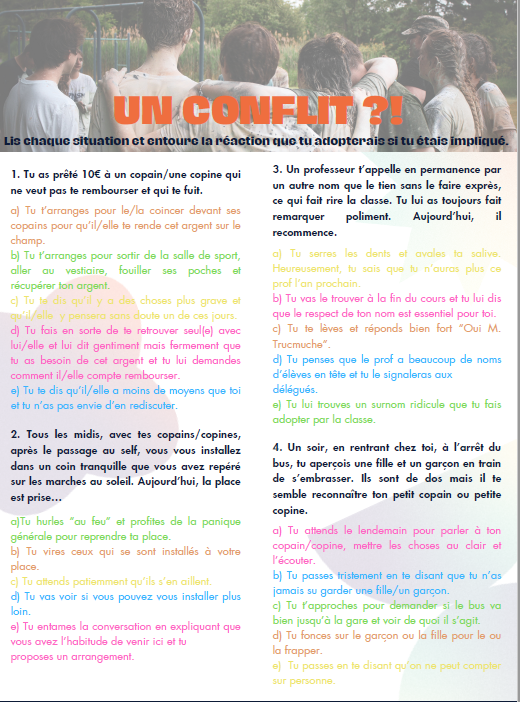 UN CONFLIT ?!
Lis chaque situation et entoure la réaction que tu adopterais si tu étais impliqué.
1. Tu as prêté 10€ à un copain/une copine qui
ne veut pas te rembourser et qui te fuit.
a) Tu t’arranges pour le/la coincer devant ses
copains pour qu’il/elle te rende cet argent sur le
champ.
b) Tu t’arranges pour sortir de la salle de sport,
aller au vestiaire, fouiller ses poches et
récupérer ton argent.
c) Tu te dis qu’il y a des choses plus grave et
qu’il/elle y pensera sans doute un de ces jours.
d) Tu fais en sorte de te retrouver seul(e) avec
lui/elle et lui dit gentiment mais fermement que
tu as besoin de cet argent et tu lui demandes
comment il/elle compte rembourser.
e) Tu te dis qu’il/elle a moins de moyens que toi
et tu n’as pas envie d’en rediscuter.
2. Tous les midis, avec tes copains/copines,
après le passage au self, vous vous installez
dans un coin tranquille que vous avez repéré
sur les marches au soleil. Aujourd’hui, la place
est prise...
a)Tu hurles “au feu” et profites de la panique
générale pour reprendre ta place.
b) Tu vires ceux qui se sont installés à votre
place.
c) Tu attends patiemment qu’ils s’en aillent.
d) Tu vas voir si vous pouvez vous installer plus
loin.
e) Tu entames la conversation en expliquant que
vous avez l’habitude de venir ici et tu
proposes un arrangement.
3. Un professeur t’appelle en permanence par
un autre nom que le tien sans le faire exprès,
ce qui fait rire la classe. Tu lui as toujours fait
remarquer poliment. Aujourd’hui, il
recommence.
a) Tu serres les dents et avales ta salive.
Heureusement, tu sais que tu n’auras plus ce
prof l’an prochain.
b) Tu vas le trouver à la fin du cours et tu lui dis
que le respect de ton nom est essentiel pour toi.
c) Tu te lèves et réponds bien fort “Oui M.
Trucmuche”.
d) Tu penses que le prof a beaucoup de noms
d’élèves en tête et tu le signaleras aux
délégués.
e) Tu lui trouves un surnom ridicule que tu fais
adopter par la classe.
4. Un soir, en rentrant chez toi, à l’arrêt du
bus, tu aperçois une fille et un garçon en train
de s’embrasser. Ils sont de dos mais il te
semble reconnaître ton petit copain ou petite
copine.
a) Tu attends le lendemain pour parler à ton
copain/copine, mettre les choses au clair et
l’écouter.
b) Tu passes tristement en te disant que tu n’as
jamais su garder une fille/un garçon.
c) Tu t’approches pour demander si le bus va
bien jusqu’à la gare et voir de quoi il s’agit.
d) Tu fonces sur le garçon ou la fille pour le ou
la frapper.
e) Tu passes en te disant qu’on ne peut compter
sur personne.